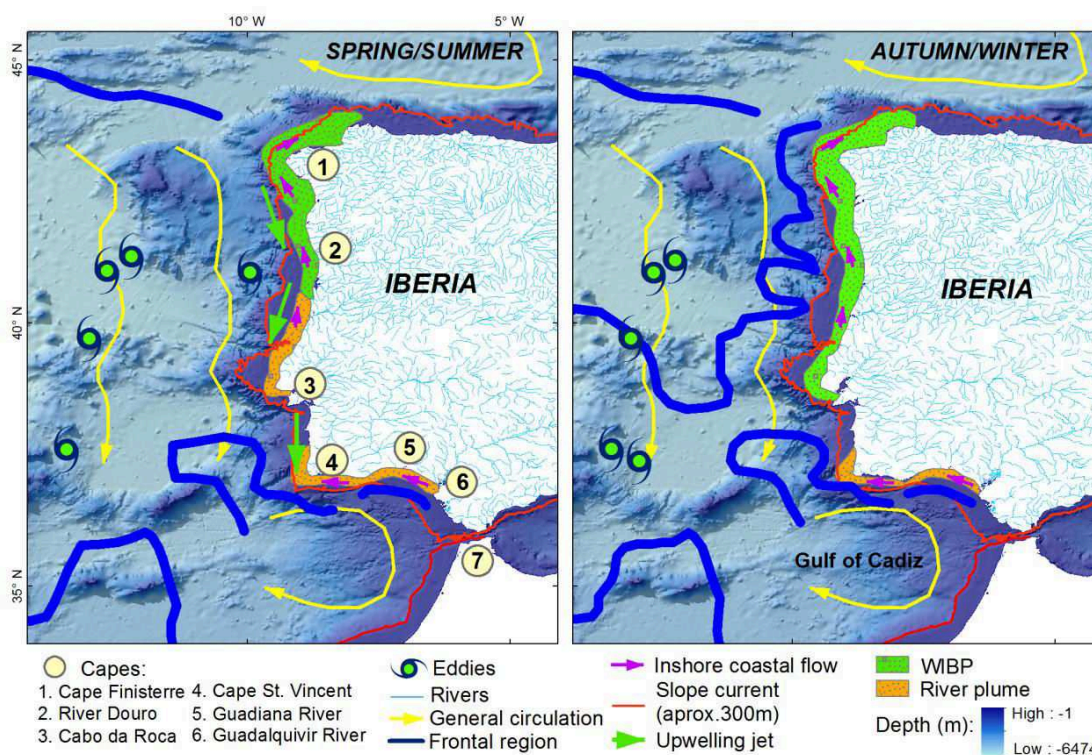 10° W
5° W
45° N
40° N
35° N
SPRING/SUMMER
1
2
IBERIA
3
4
5
6
7
AUTUMN/WINTER
IBERIA
Gulf of Cadiz
Capes:
1. Cape Finisterre
2. River Douro
3. Cabo da Roca
4. Cape St. Vincent
5. Guadiana River
6. Guadalquivir River
Eddies
Rivers
General circulation
Frontal region
Inshore coastal flow
Slope current
(aprox.300m)
Upwelling jet
WIBP
River plume
Depth (m):
High : -1